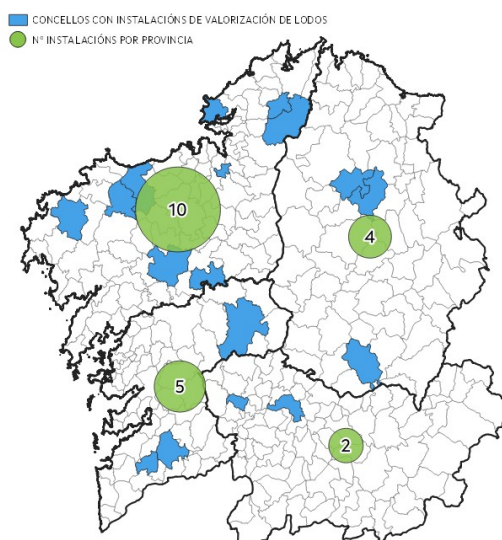 CONCELLOS CON INSTALACIÓNS DE VALORIZACIÓN DE LODOS
Nº INSTALACIÓNS POR PROVINCIA
10
4
5
2